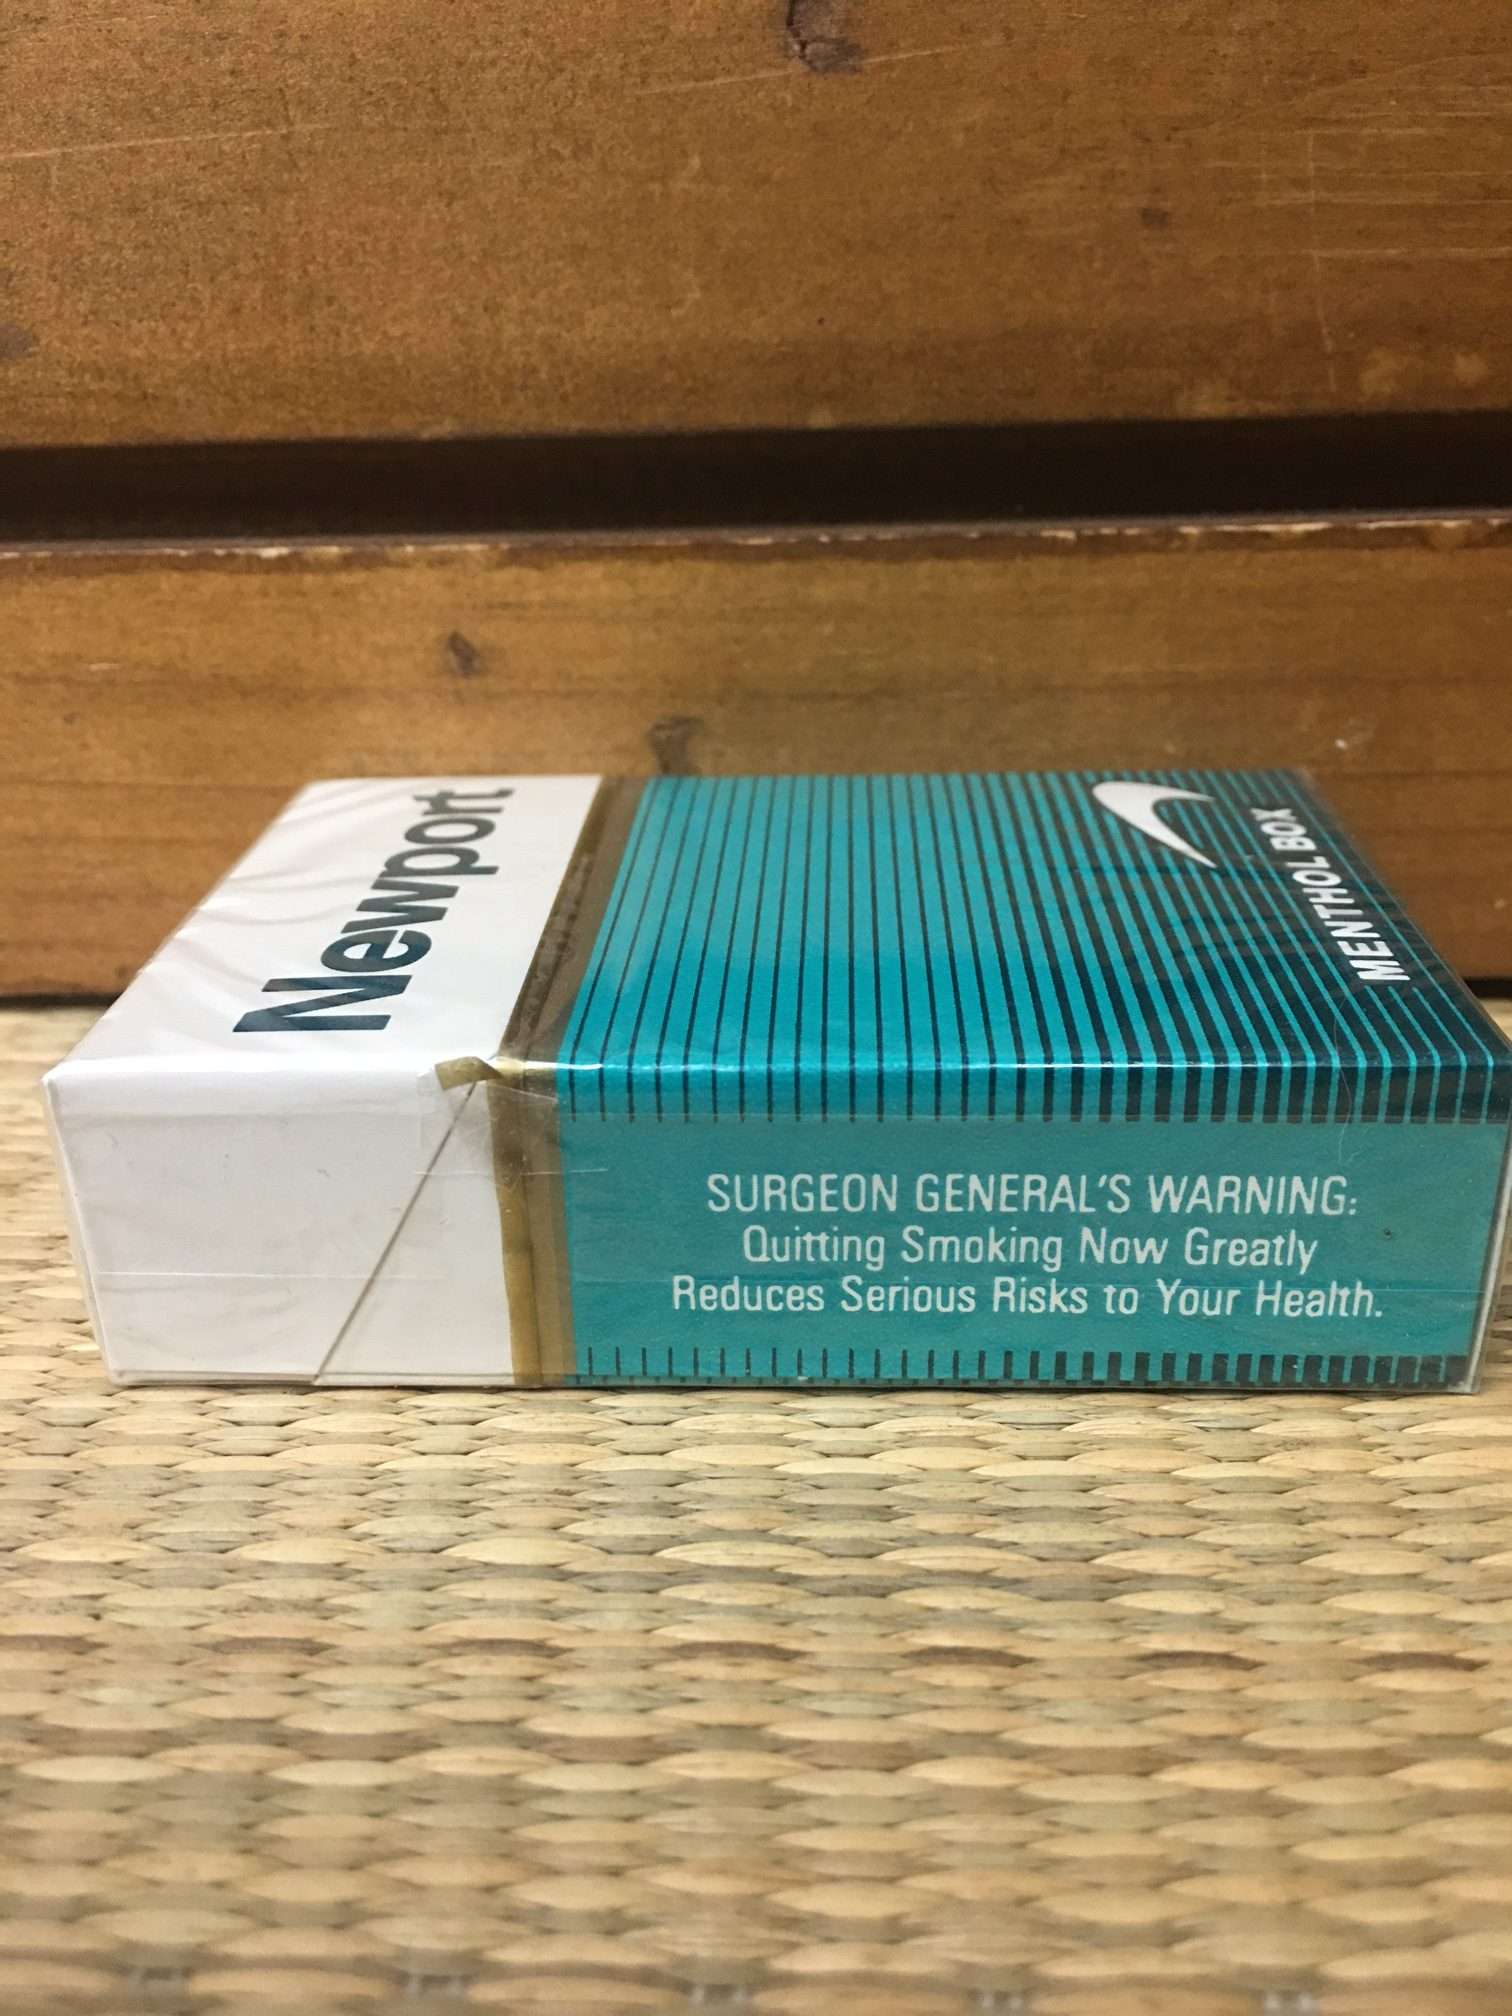 Newport
MENTHOL BOX
SURGEON GENERAL'S WARNING:
Quitting Smoking Now Greatly
Reduces Serious Risks to Your Health.